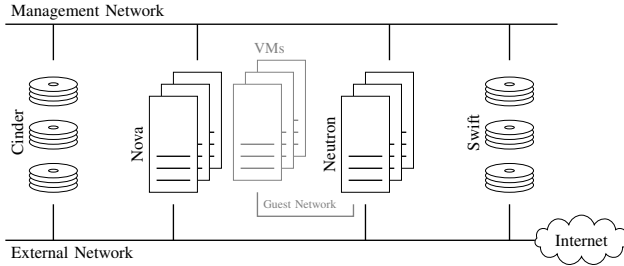 Management Network
VMs
Cinder
Nova
Neutron
Swift
Guest Network
External Network
Internet